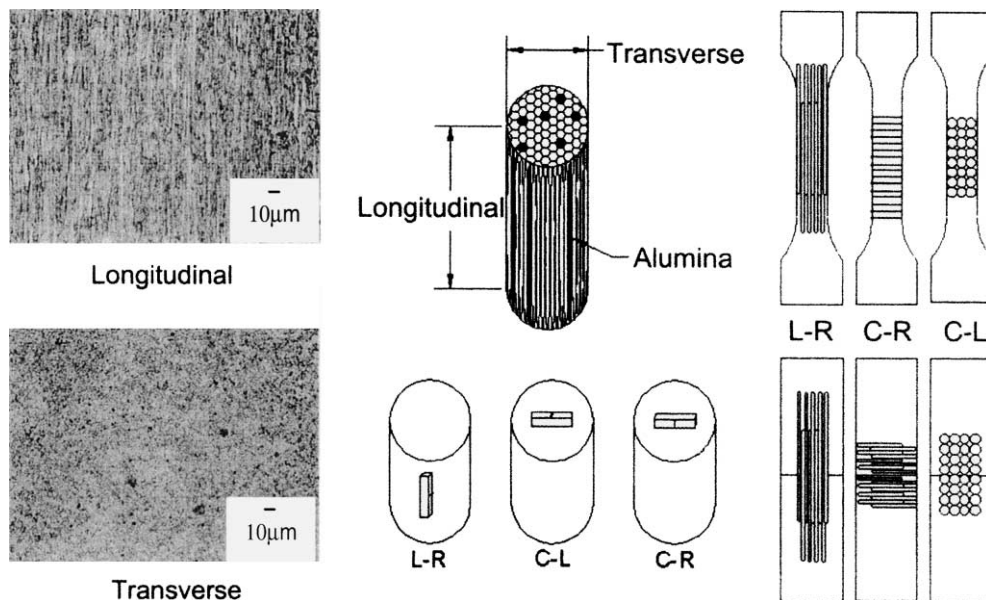 10μm
Longitudinal
10μm
Transverse
Transverse
Longitudinal
Alumina
L-R
C-L
C-R
L-R
C-R
C-L